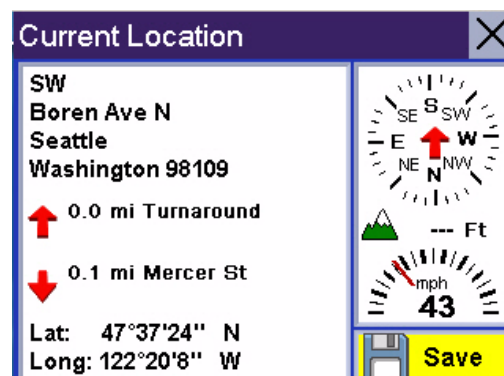 Current Location
SW
Boren Ave N
Seattle
Washington 98109
0.0 mi Turnaround
0.1 mi Mercer St
Lat: 47°37'24" N
Long: 122°20'8" W
S
SE SW
E W
NE NW
N
--- Ft
mph
43
Save